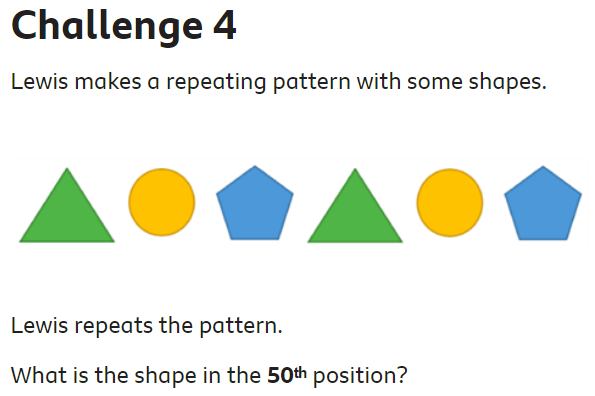 Challenge 4
Lewis makes a repeating pattern with some shapes.
Lewis repeats the pattern.
What is the shape in the 50th position?